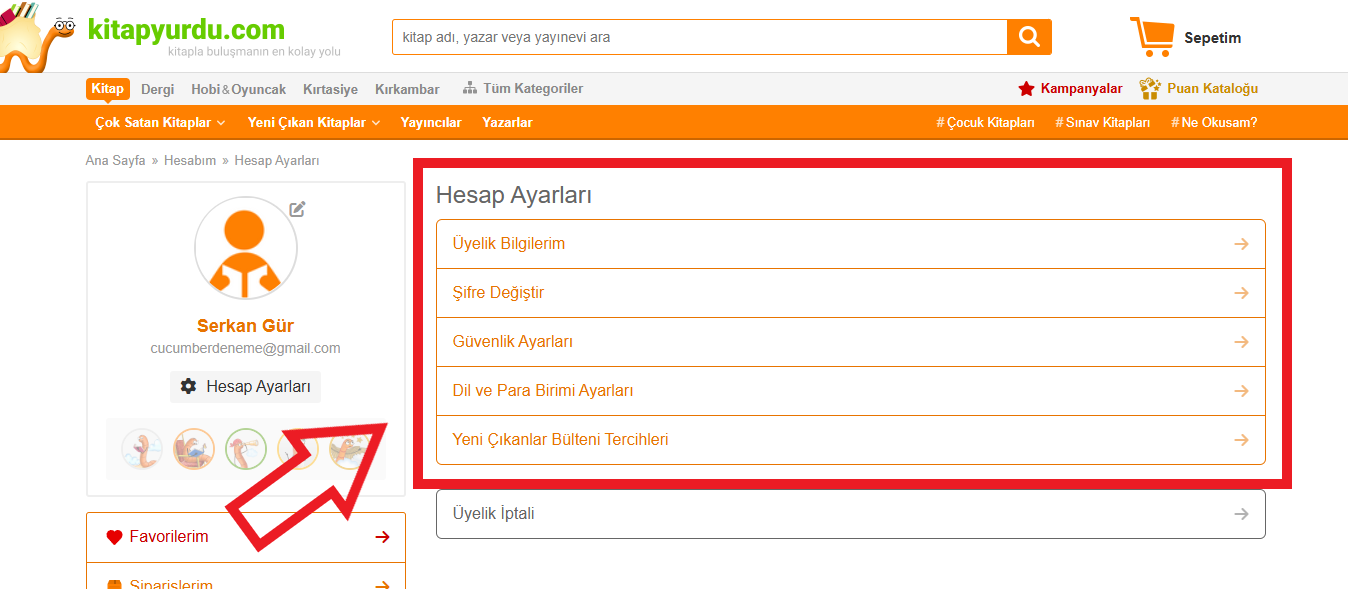 kitapyurdu.com
kitapla buluşmanın en kolay yolu
kitap adı, yazar veya yayınevi ara
Sepetim
Kitap Dergi Hobi&Oyuncak Kırtasiye Kırkambar Tüm Kategoriler Kampanyalar Puan Kataloğu
Çok Satan Kitaplar Yeni Çıkan Kitaplar Yayıncılar Yazarlar #Çocuk Kitapları #Sınav Kitapları #Ne Okusam?
Ana Sayfa » Hesabım » Hesap Ayarları
Serkan Gür
cucumberdeneme@gmail.com
Hesap Ayarları
Favorilerim
Siparişlerim
Hesap Ayarları
Üyelik Bilgilerim
Şifre Değiştir
Güvenlik Ayarları
Dil ve Para Birimi Ayarları
Yeni Çıkanlar Bülteni Tercihleri
Üyelik İptali